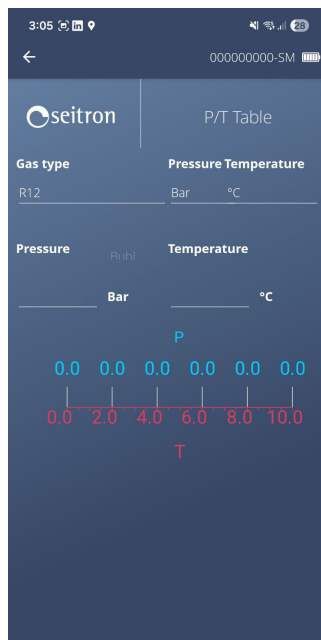 3:05 28
000000000-SM
seitron P/T Table
Gas type Pressure Temperature
R12 Bar °C
Pressure Temperature
Bar °C
P
0.0 0.0 0.0 0.0 0.0 0.0
0.0 2.0 4.0 6.0 8.0 10.0
T